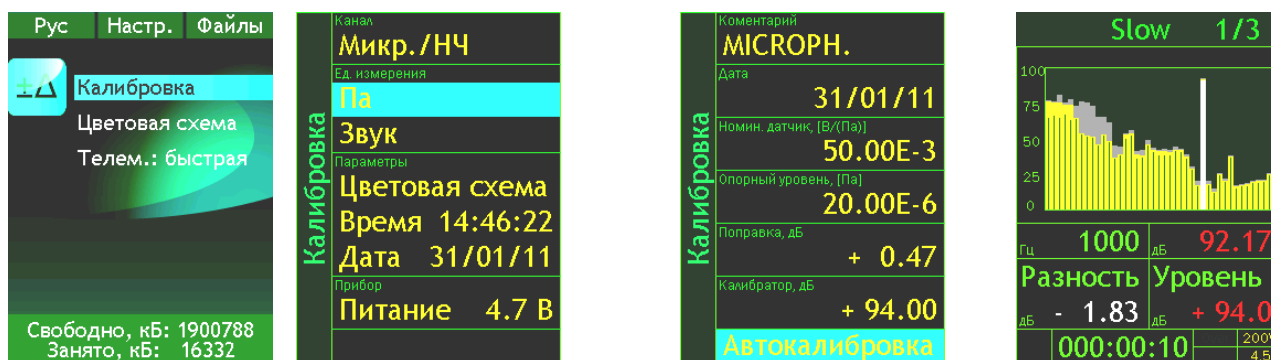 Рус Настр. Файлы
Калибровка
Цветовая схема
Телем.: быстрая
Свободно, кБ: 1900788
Занято, кБ: 16332
Калибровка
Канал
Микр./НЧ
Ед. измерения
Па
Звук
Параметры
Цветовая схема
Время 14:46:22
Дата 31/01/11
Прибор
Питание 4.7 В
Калибровка
Коментарий
MICROPH.
Дата
31/01/11
Номин. датчик, [В/(Па)]
50.00E-3
Опорный уровень, [Па]
20.00E-6
Поправка, дБ
+ 0.47
Калибратор, дБ
+ 94.00
Автокалибровка
Slow 1/3
100
75
50
25
0
Гц 1000 дБ 92.17
Разность Уровень
дБ - 1.83 дБ + 94.0
000:00:10